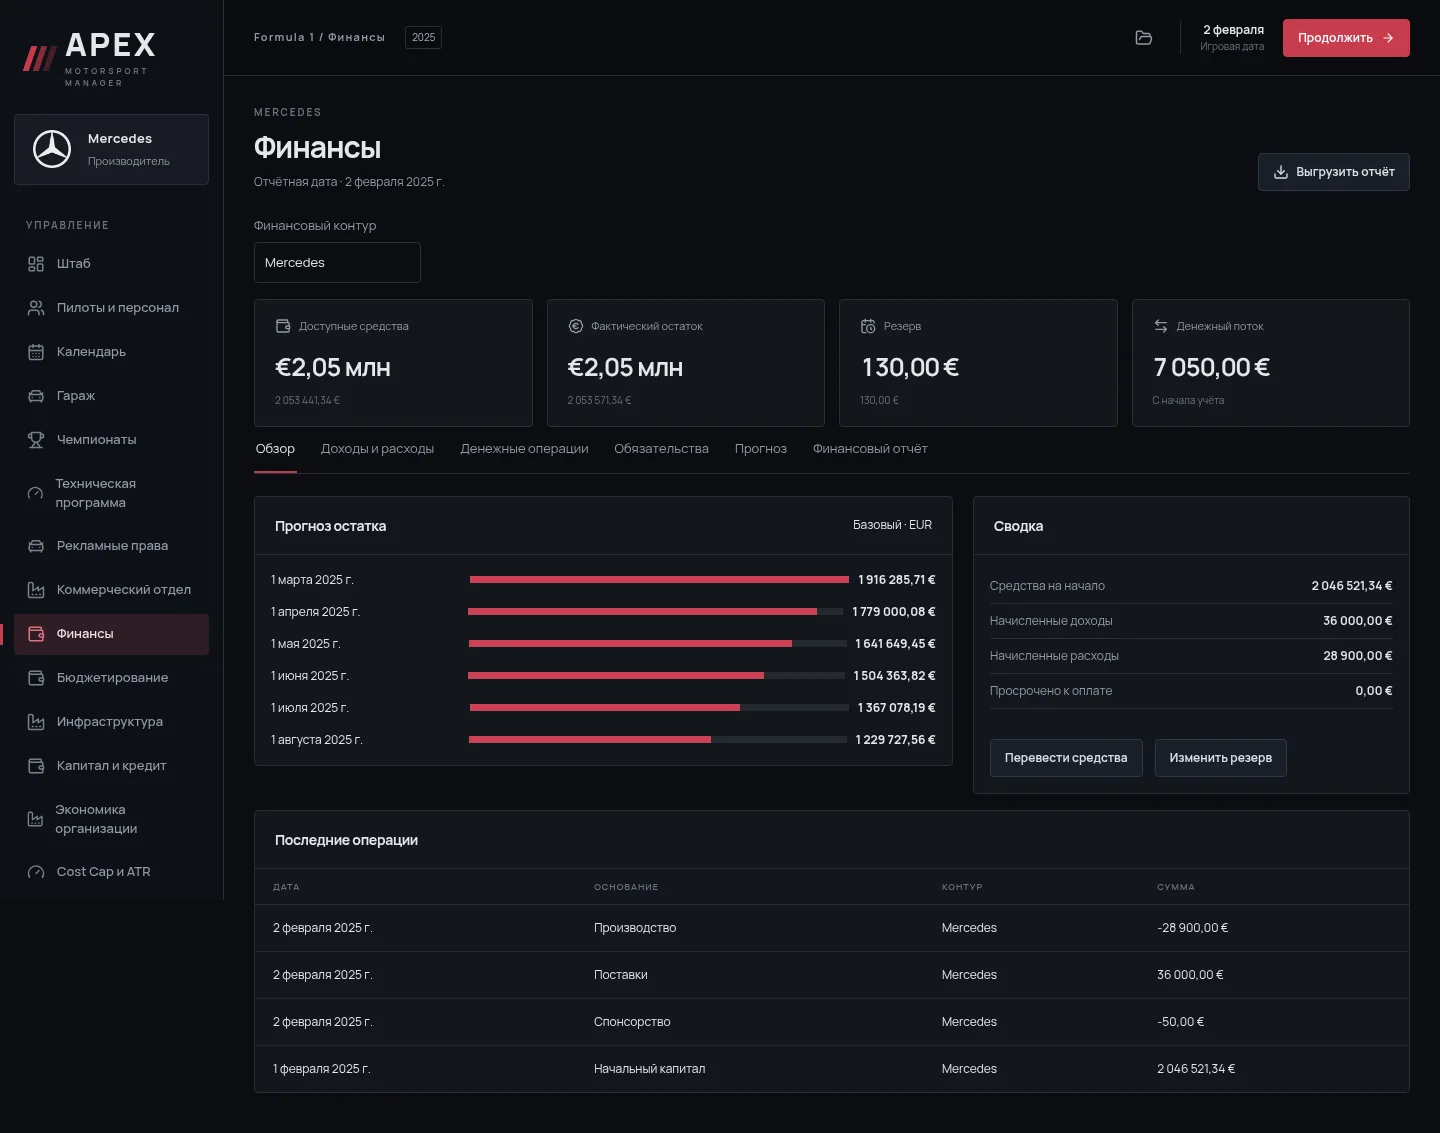 APEX
MOTORSPORT
MANAGER
Mercedes
Производитель
УПРАВЛЕНИЕ
Штаб
Пилоты и персонал
Календарь
Гараж
Чемпионаты
Техническая
программа
Рекламные права
Коммерческий отдел
Финансы
Бюджетирование
Инфраструктура
Капитал и кредит
Экономика
организации
Cost Cap и ATR
Formula 1 / Финансы 2025
2 февраля
Игровая дата
Продолжить
MERCEDES
Финансы
Отчётная дата · 2 февраля 2025 г.
Выгрузить отчёт
Финансовый контур
Mercedes
Доступные средства
€2,05 млн
2 053 441,34 €
Фактический остаток
€2,05 млн
2 053 571,34 €
Резерв
130,00 €
130,00 €
Денежный поток
7 050,00 €
С начала учёта
Обзор Доходы и расходы Денежные операции Обязательства Прогноз Финансовый отчёт
Прогноз остатка Базовый · EUR
1 марта 2025 г. 1 916 285,71 €
1 апреля 2025 г. 1 779 000,08 €
1 мая 2025 г. 1 641 649,45 €
1 июня 2025 г. 1 504 363,82 €
1 июля 2025 г. 1 367 078,19 €
1 августа 2025 г. 1 229 727,56 €
Сводка
Средства на начало 2 046 521,34 €
Начисленные доходы 36 000,00 €
Начисленные расходы 28 900,00 €
Просрочено к оплате 0,00 €
Перевести средства Изменить резерв
Последние операции
ДАТА ОСНОВАНИЕ КОНТУР СУММА
2 февраля 2025 г. Производство Mercedes -28 900,00 €
2 февраля 2025 г. Поставки Mercedes 36 000,00 €
2 февраля 2025 г. Спонсорство Mercedes -50,00 €
1 февраля 2025 г. Начальный капитал Mercedes 2 046 521,34 €